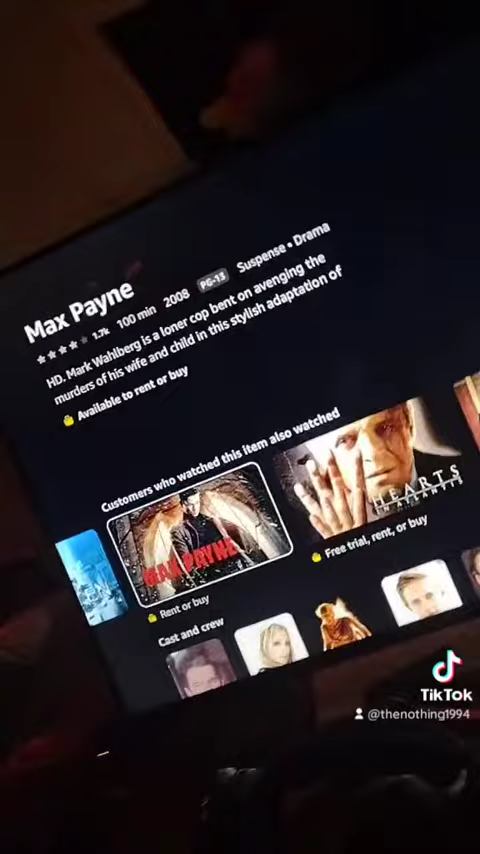 Max Payne
1.7k 100 min 2008 PG-13 Suspense • Drama
HD. Mark Wahlberg is a loner cop bent on avenging the
murders of his wife and child in this stylish adaptation of
Available to rent or buy
Customers who watched this item also watched
MAX PAYNE
HEARTS
IN ATLANTIS
Rent or buy
Free trial, rent, or buy
Cast and crew
TikTok
@thenothing1994